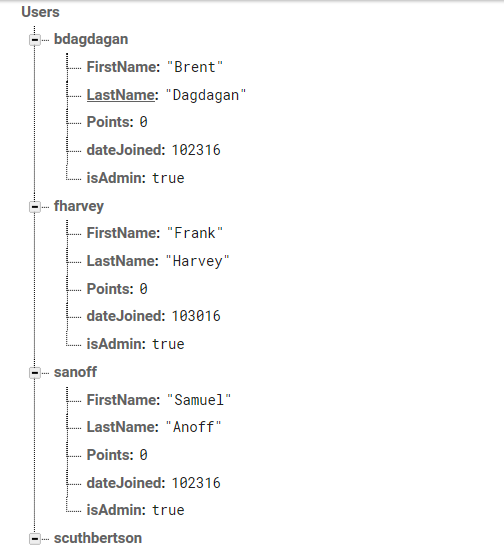 Users
bdagdagan
FirstName: "Brent"
LastName: "Dagdagan"
Points: 0
dateJoined: 102316
isAdmin: true
fharvey
FirstName: "Frank"
LastName: "Harvey"
Points: 0
dateJoined: 103016
isAdmin: true
sanoff
FirstName: "Samuel"
LastName: "Anoff"
Points: 0
dateJoined: 102316
isAdmin: true
scuthbertson